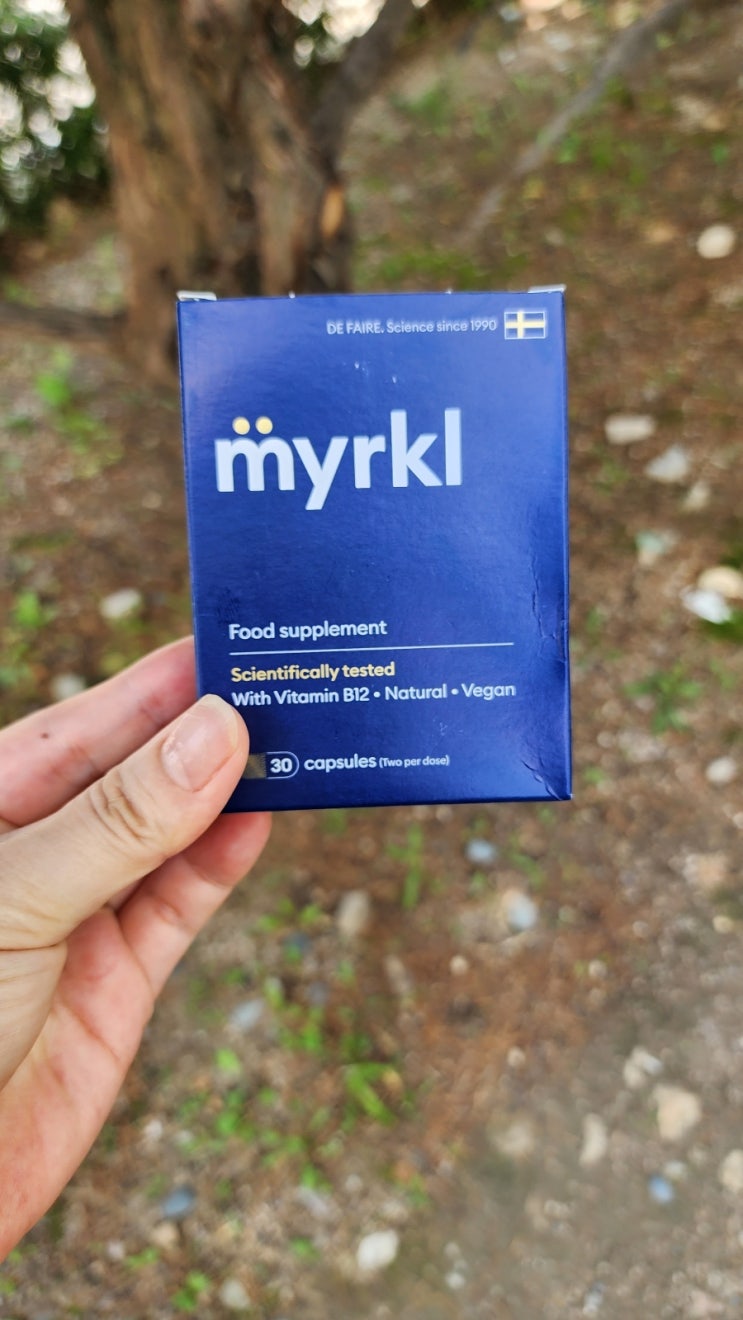 DE FAIRE. Science since 1990
myrkl
Food supplement
Scientifically tested
With Vitamin B12 • Natural • Vegan
30 capsules (Two per dose)